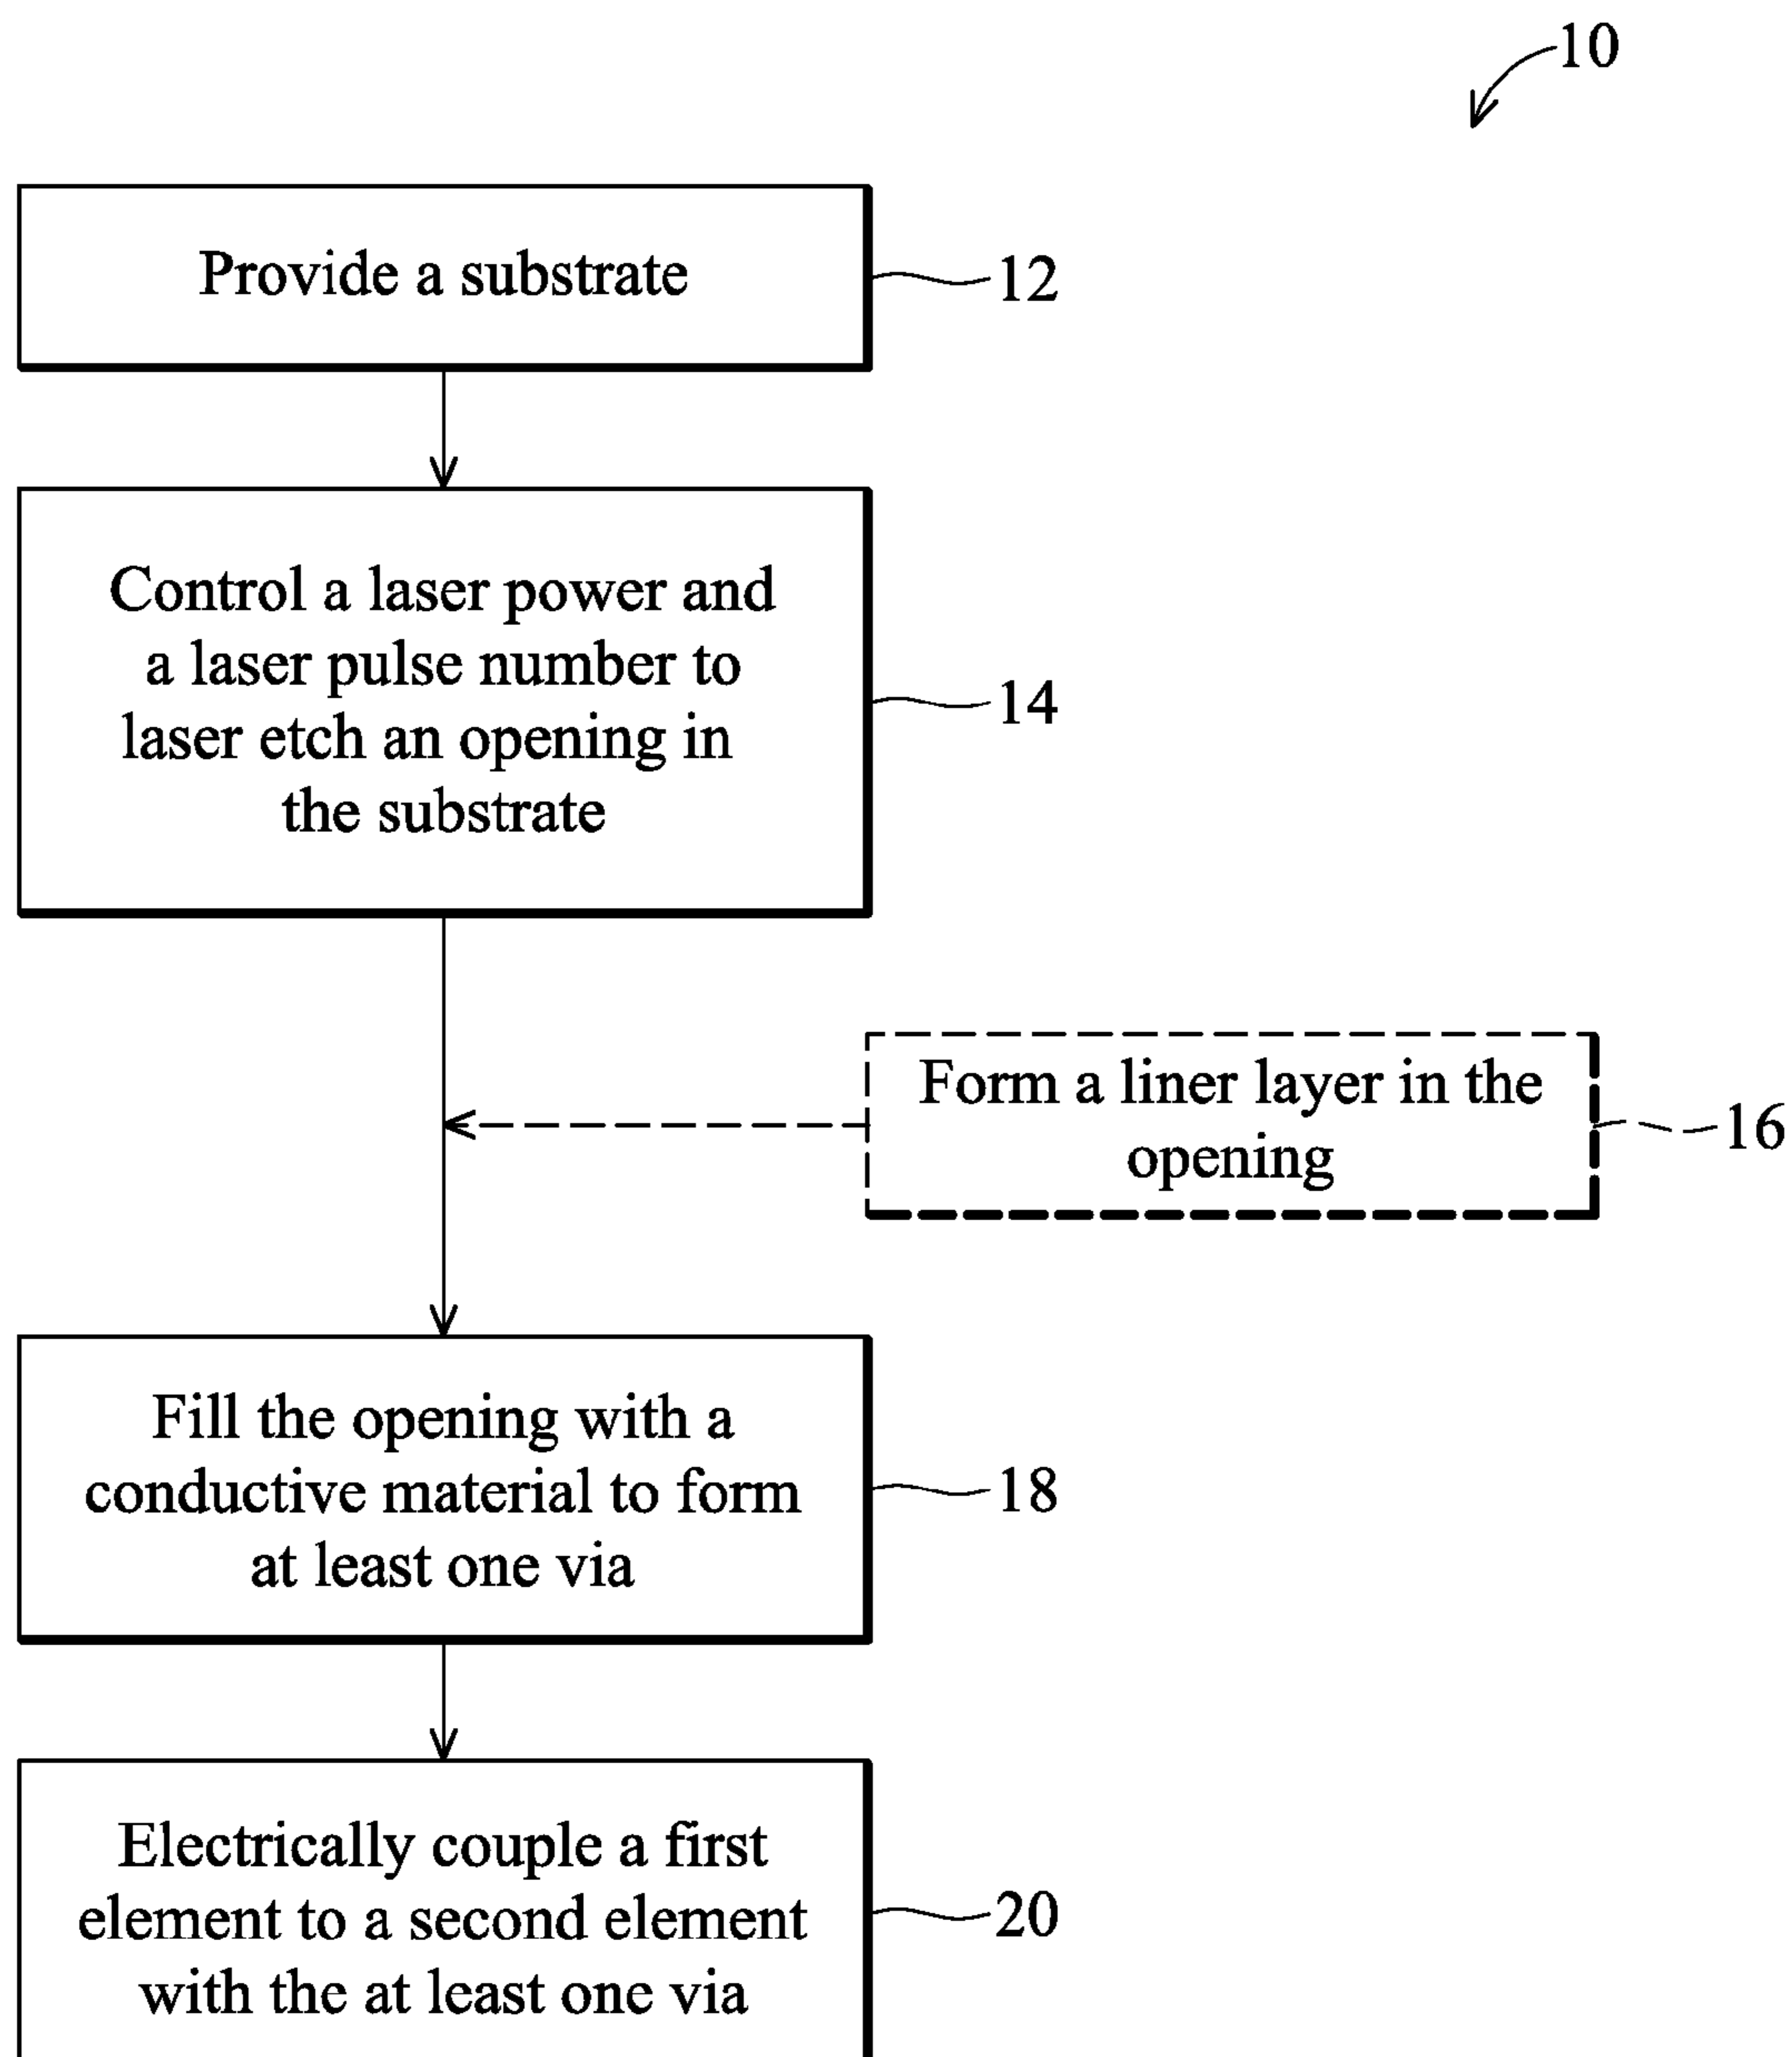 10
Provide a substrate
12
Control a laser power and
a laser pulse number to
laser etch an opening in
the substrate
14
Form a liner layer in the
opening
16
Fill the opening with a
conductive material to form
at least one via
18
Electrically couple a first
element to a second element
with the at least one via
20